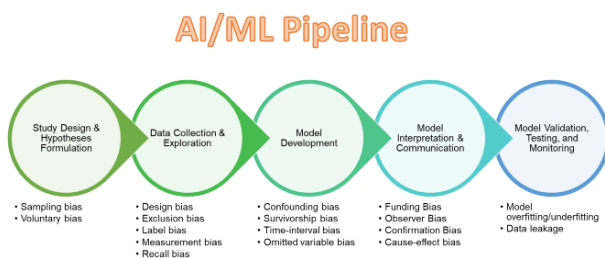 AI/ML Pipeline
Study Design &
Hypotheses
Formulation
Data Collection &
Exploration
Model
Development
Model
Interpretation &
Communication
Model Validation,
Testing, and
Monitoring
• Sampling bias
• Voluntary bias
• Design bias
• Exclusion bias
• Label bias
• Measurement bias
• Recall bias
• Confounding bias
• Survivorship bias
• Time-interval bias
• Omitted variable bias
• Funding Bias
• Observer Bias
• Confirmation Bias
• Cause-effect bias
• Model
overfitting/underfitting
• Data leakage